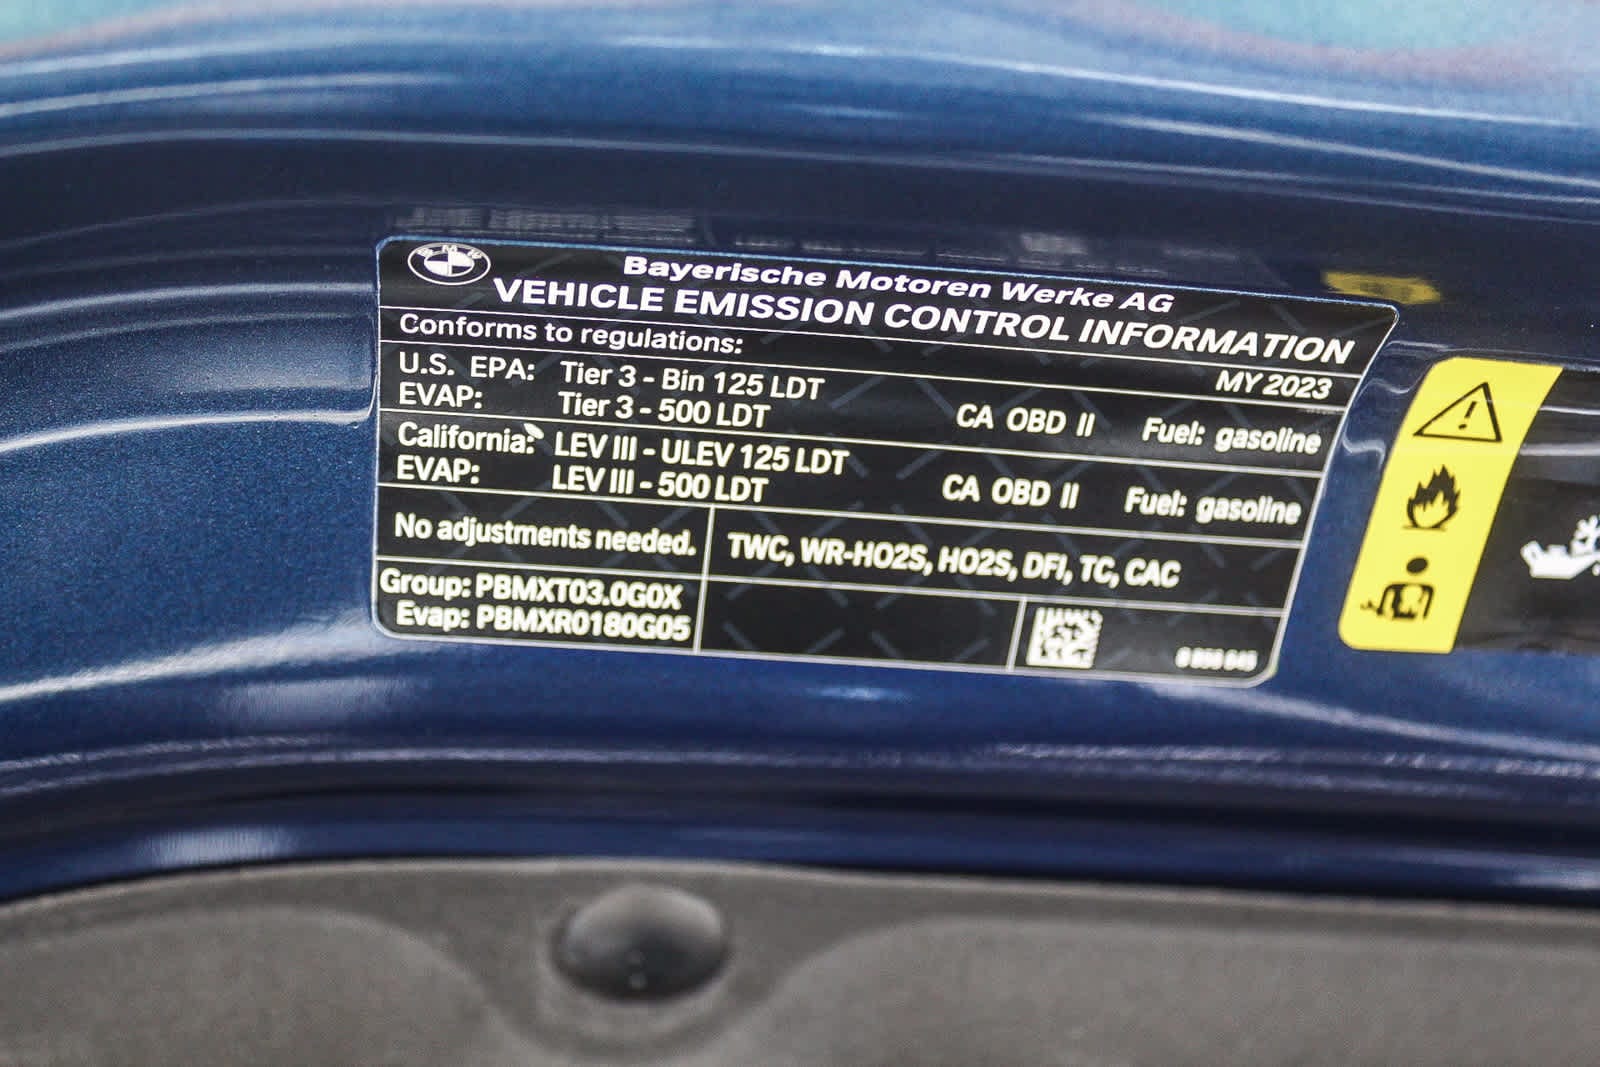 BMW
Bayerische Motoren Werke AG
VEHICLE EMISSION CONTROL INFORMATION
Conforms to regulations:
MY 2023
U.S. EPA: Tier 3 - Bin 125 LDT
EVAP: Tier 3 - 500 LDT CA OBD II Fuel: gasoline
California: LEV III - ULEV 125 LDT
EVAP: LEV III - 500 LDT CA OBD II Fuel: gasoline
No adjustments needed. TWC, WR-HO2S, HO2S, DFI, TC, CAC
Group: PBMXT03.0G0X
Evap: PBMXR0180G05